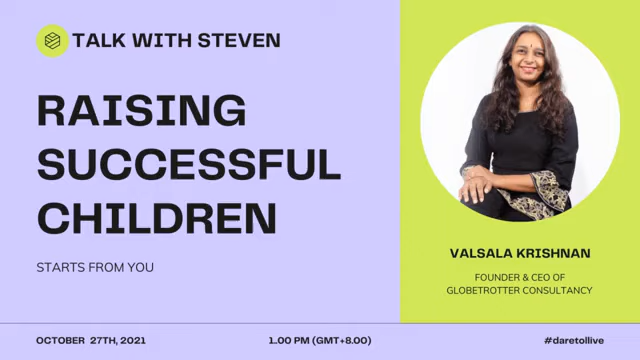 TALK WITH STEVEN
RAISING
SUCCESSFUL
CHILDREN
STARTS FROM YOU
VALSALA KRISHNAN
FOUNDER & CEO OF
GLOBETROTTER CONSULTANCY
OCTOBER 27TH, 2021
1.00 PM (GMT+8.00)
#daretollive